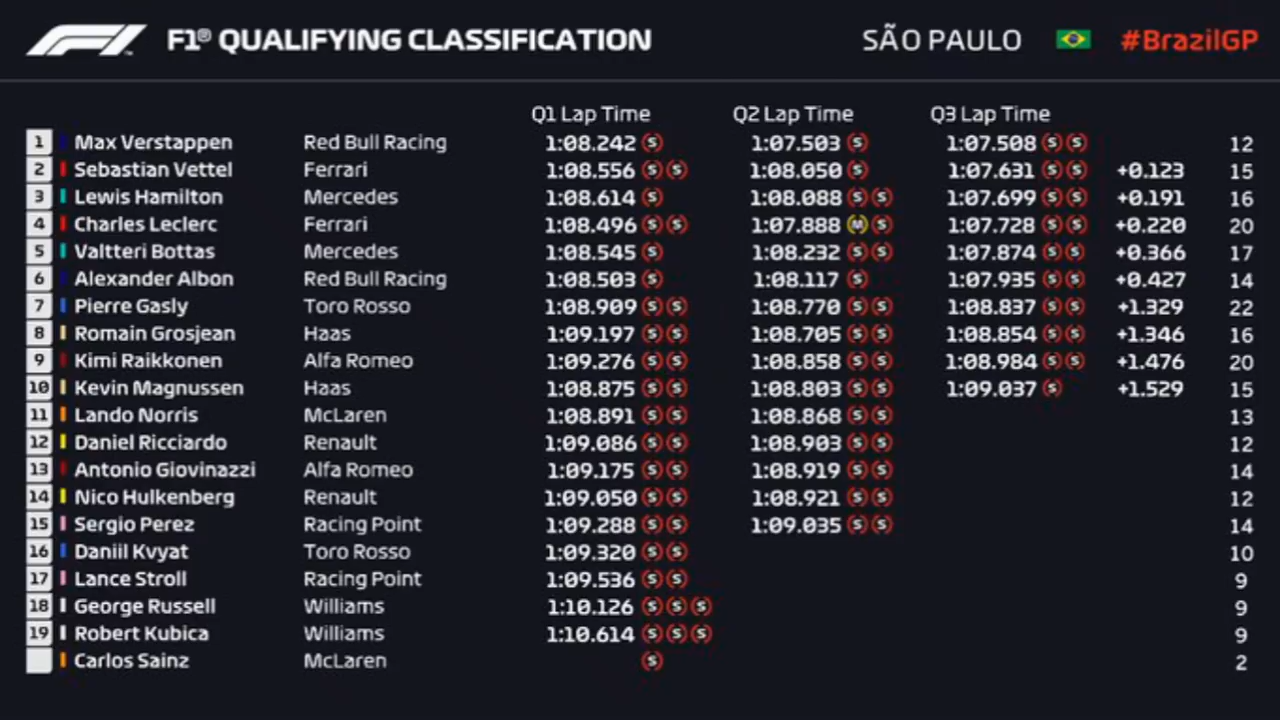 F1® QUALIFYING CLASSIFICATION SÃO PAULO #BrazilGP
Q1 Lap Time Q2 Lap Time Q3 Lap Time
1 Max Verstappen Red Bull Racing 1:08.242 S 1:07.503 S 1:07.508 S S 12
2 Sebastian Vettel Ferrari 1:08.556 S S 1:08.050 S 1:07.631 S S +0.123 15
3 Lewis Hamilton Mercedes 1:08.614 S 1:08.088 S S 1:07.699 S S +0.191 16
4 Charles Leclerc Ferrari 1:08.496 S S 1:07.888 M S 1:07.728 S S +0.220 20
5 Valtteri Bottas Mercedes 1:08.545 S 1:08.232 S S 1:07.874 S S +0.366 17
6 Alexander Albon Red Bull Racing 1:08.503 S 1:08.117 S 1:07.935 S S +0.427 14
7 Pierre Gasly Toro Rosso 1:08.909 S S 1:08.770 S S 1:08.837 S S +1.329 22
8 Romain Grosjean Haas 1:09.197 S S 1:08.705 S S 1:08.854 S S +1.346 16
9 Kimi Raikkonen Alfa Romeo 1:09.276 S S 1:08.858 S S 1:08.984 S S +1.476 20
10 Kevin Magnussen Haas 1:08.875 S S 1:08.803 S S 1:09.037 S +1.529 15
11 Lando Norris McLaren 1:08.891 S S 1:08.868 S S 13
12 Daniel Ricciardo Renault 1:09.086 S S 1:08.903 S S 12
13 Antonio Giovinazzi Alfa Romeo 1:09.175 S S 1:08.919 S S 14
14 Nico Hulkenberg Renault 1:09.050 S S 1:08.921 S S 12
15 Sergio Perez Racing Point 1:09.288 S S 1:09.035 S S 14
16 Daniil Kvyat Toro Rosso 1:09.320 S S 10
17 Lance Stroll Racing Point 1:09.536 S S 9
18 George Russell Williams 1:10.126 S S S 9
19 Robert Kubica Williams 1:10.614 S S S 9
Carlos Sainz McLaren S 2